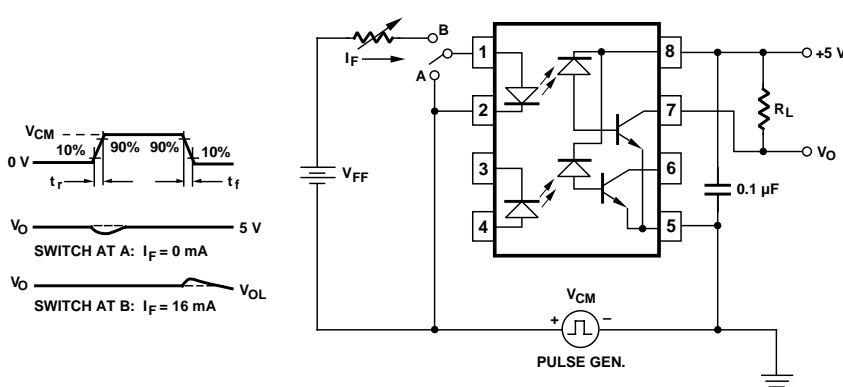 V_CM
0 V
10%
90%
90%
10%
t_r
t_f
V_O
5 V
SWITCH AT A: I_F = 0 mA
V_O
V_OL
SWITCH AT B: I_F = 16 mA
B
I_F
A
V_FF
1
2
3
4
8
7
6
5
+5 V
R_L
V_O
0.1 µF
V_CM
+
–
PULSE GEN.